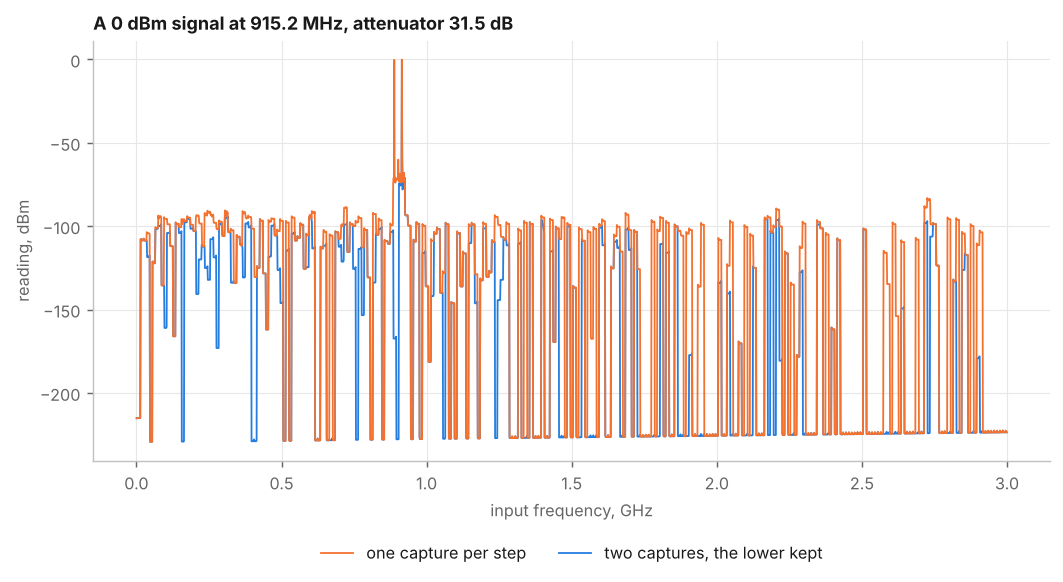 A 0 dBm signal at 915.2 MHz, attenuator 31.5 dB
0
−50
−100
−150
−200
reading, dBm
0.0 0.5 1.0 1.5 2.0 2.5 3.0
input frequency, GHz
one capture per step two captures, the lower kept